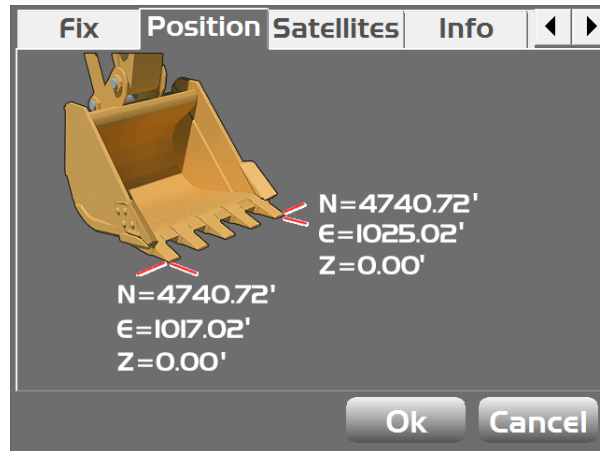 Fix Position Satellites Info
N=4740.72'
E=1025.02'
Z=0.00'
N=4740.72'
E=1017.02'
Z=0.00'
Ok Cancel